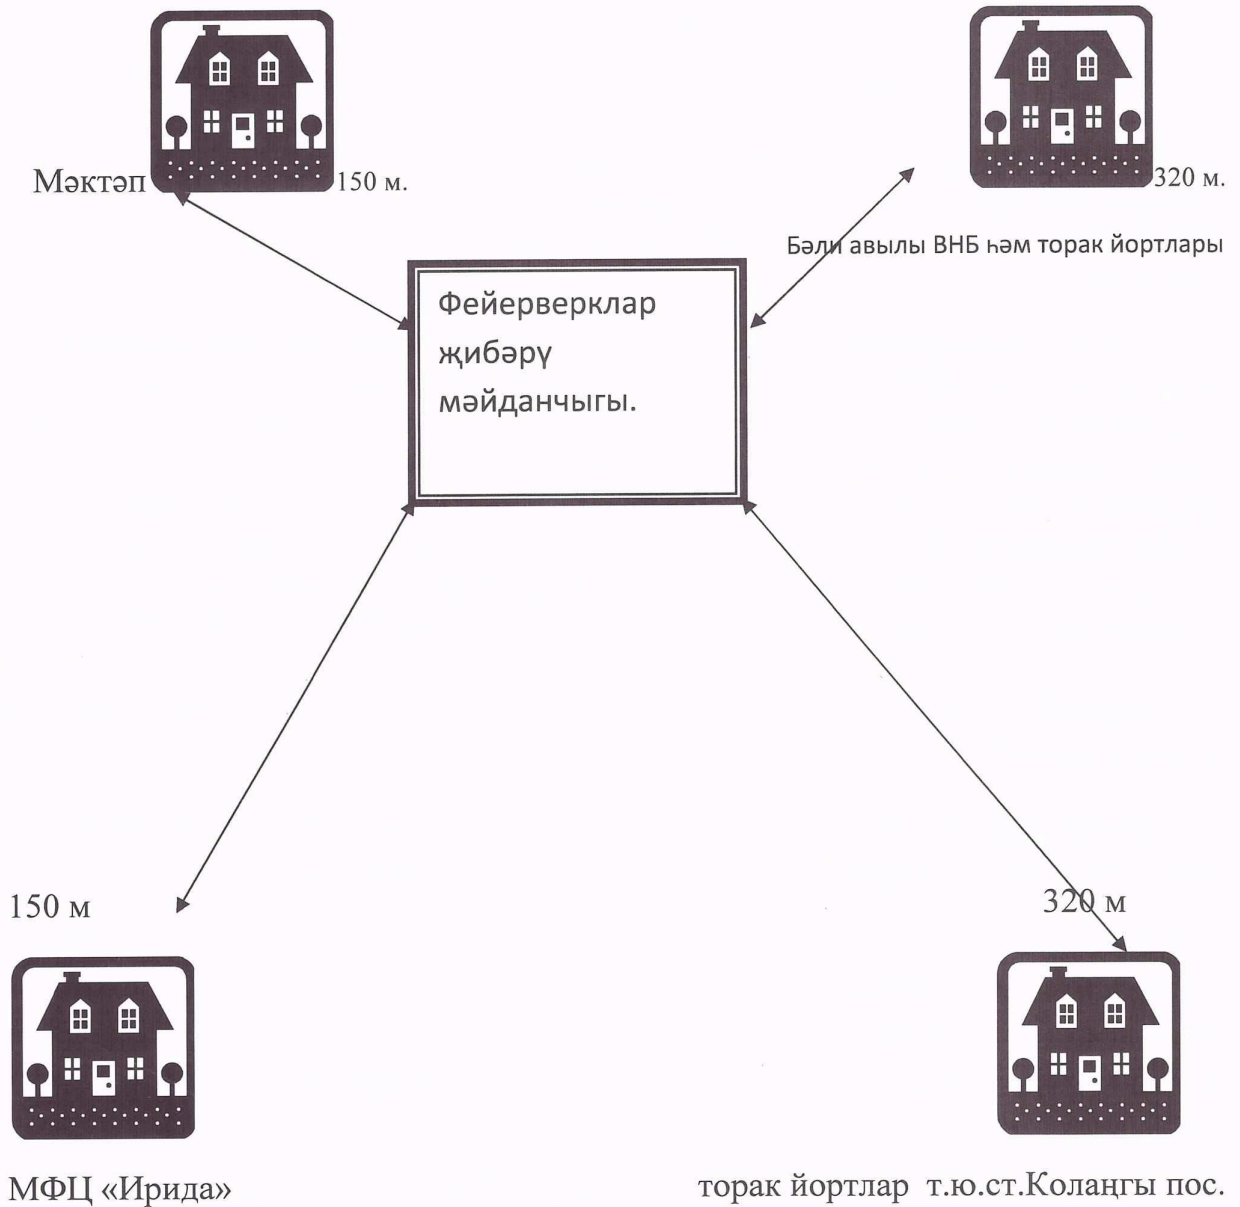 Мәктәп
150 м.
320 м.
Бәли авылы ВНБ һәм торак йортлары
Фейерверклар
җибәрү
мәйданчыгы.
150 м
320 м
МФЦ «Ирида»
торак йортлар т.ю.ст.Колаңгы пос.